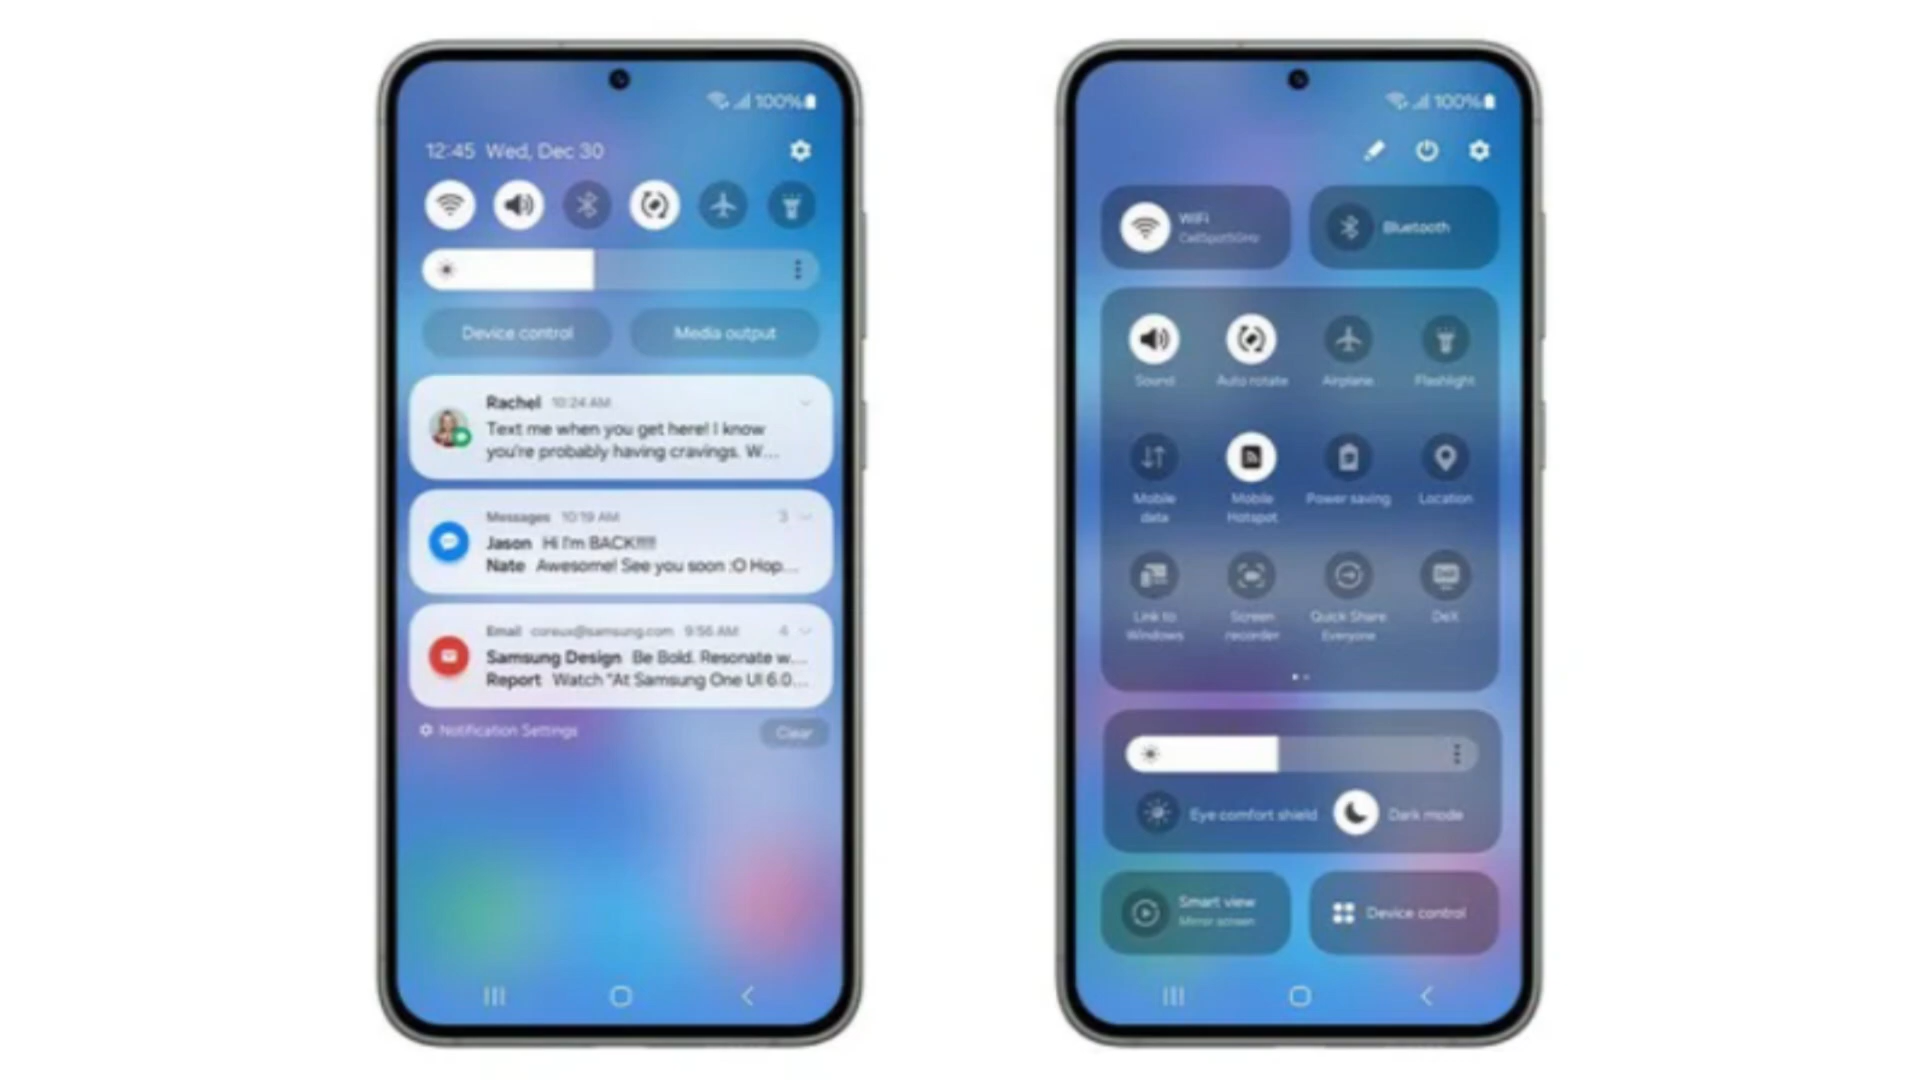 100%
12:45 Wed, Dec 30
Device control
Media output
Rachel 10:24 AM
Text me when you get here! I know
you're probably having cravings. W...
Messages 10:19 AM 3
Jason Hi I'm BACK!!!!!
Nate Awesome! See you soon :O Hop...
Email coreux@samsung.com 9:56 AM 4
Samsung Design Be Bold. Resonate w...
Report Watch "At Samsung One UI 6.0...
Notification Settings
Clear
100%
WiFi
CellSpot5GHz
Bluetooth
Sound
Auto rotate
Airplane
Flashlight
Mobile
data
Mobile
Hotspot
Power saving
Location
Link to
Windows
Screen
recorder
Quick Share
Everyone
DeX
Eye comfort shield
Dark mode
Smart view
Mirror screen
Device control